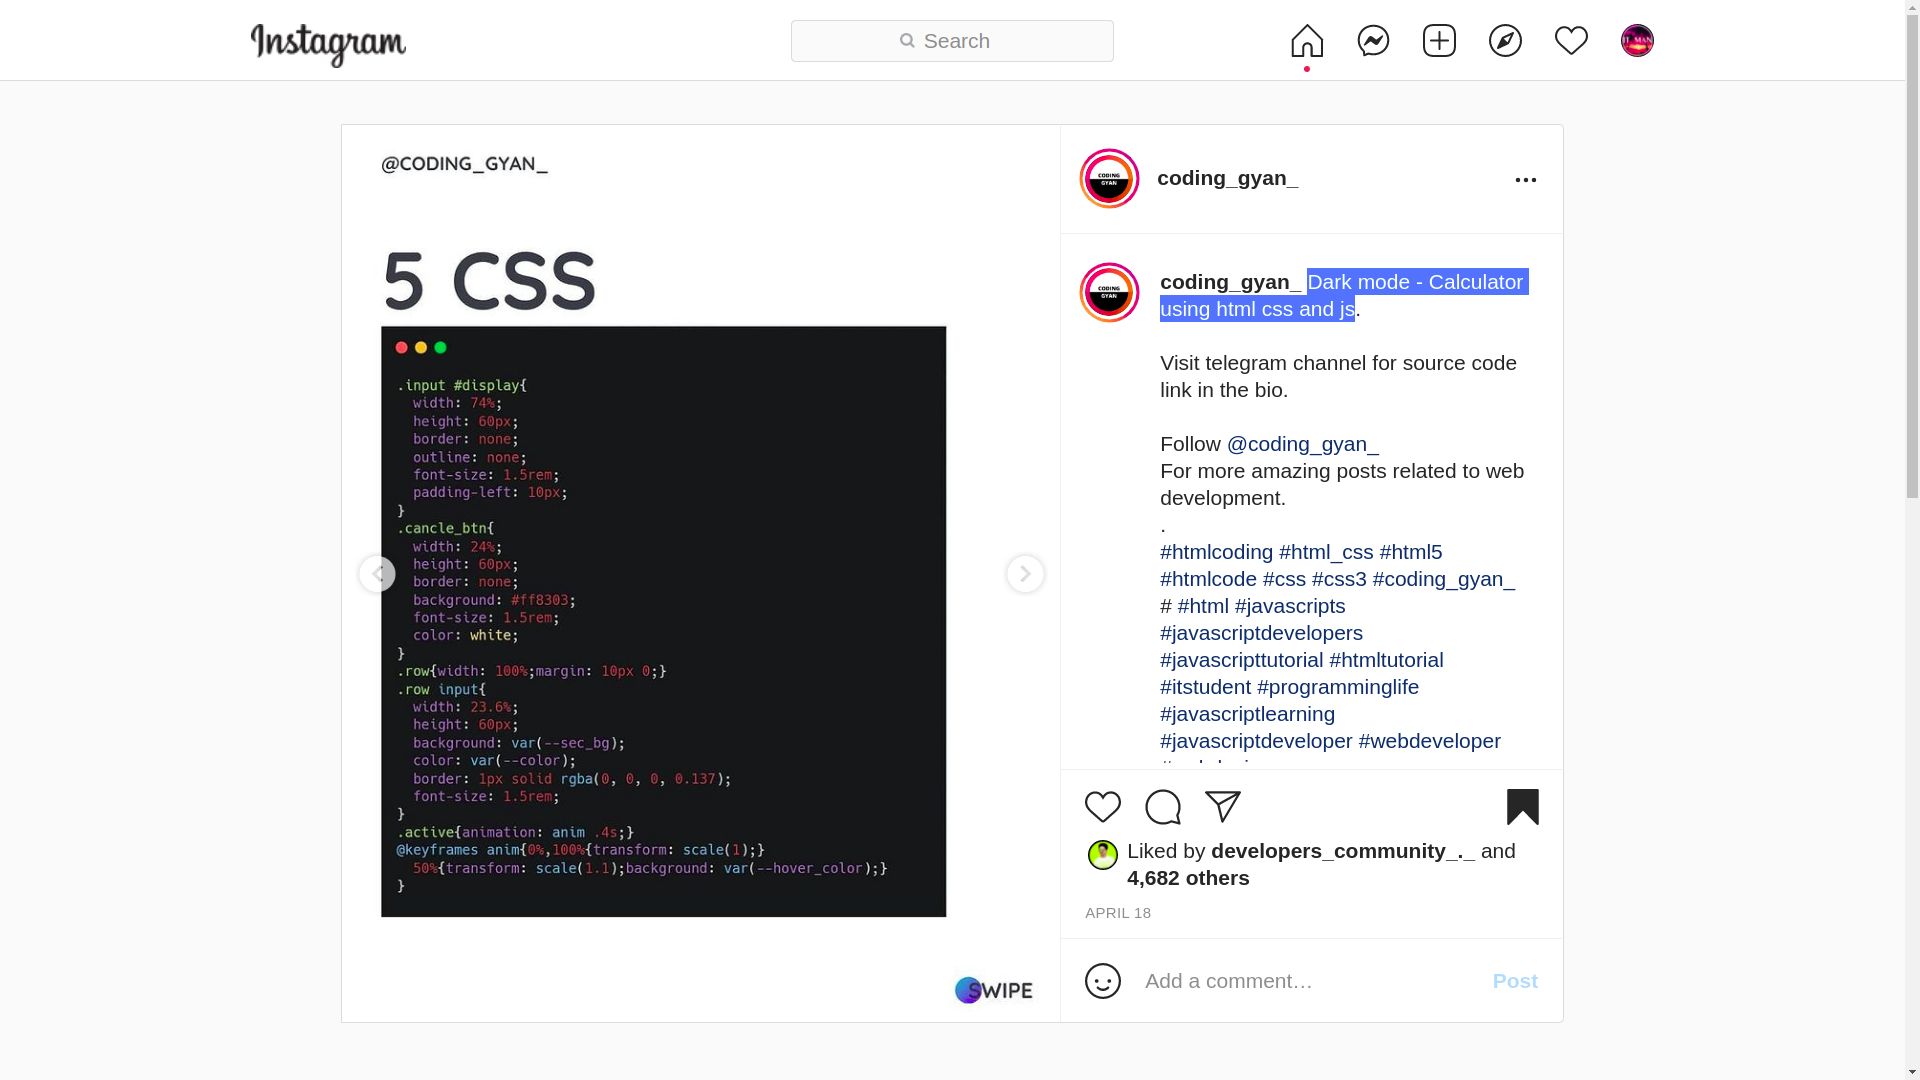 Instagram
Search
@CODING_GYAN_
5 CSS
.input #display{
width: 74%;
height: 60px;
border: none;
outline: none;
font-size: 1.5rem;
padding-left: 10px;
}
.cancle_btn{
width: 24%;
height: 60px;
border: none;
background: #ff8303;
font-size: 1.5rem;
color: white;
}
.row{width: 100%;margin: 10px 0;}
.row input{
width: 23.6%;
height: 60px;
background: var(--sec_bg);
color: var(--color);
border: 1px solid rgba(0, 0, 0, 0.137);
font-size: 1.5rem;
}
.active{animation: anim .4s;}
@keyframes anim{0%,100%{transform: scale(1);}
50%{transform: scale(1.1);background: var(--hover_color);}
}
SWIPE
CODING
GYAN
coding_gyan_
CODING
GYAN
coding_gyan_ Dark mode - Calculator
using html css and js.
Visit telegram channel for source code
link in the bio.
Follow @coding_gyan_
For more amazing posts related to web
development.
.
#htmlcoding #html_css #html5
#htmlcode #css #css3 #coding_gyan_
# #html #javascripts
#javascriptdevelopers
#javascripttutorial #htmltutorial
#itstudent #programminglife
#javascriptlearning
#javascriptdeveloper #webdeveloper
Liked by developers_community_._ and
4,682 others
APRIL 18
Add a comment…
Post